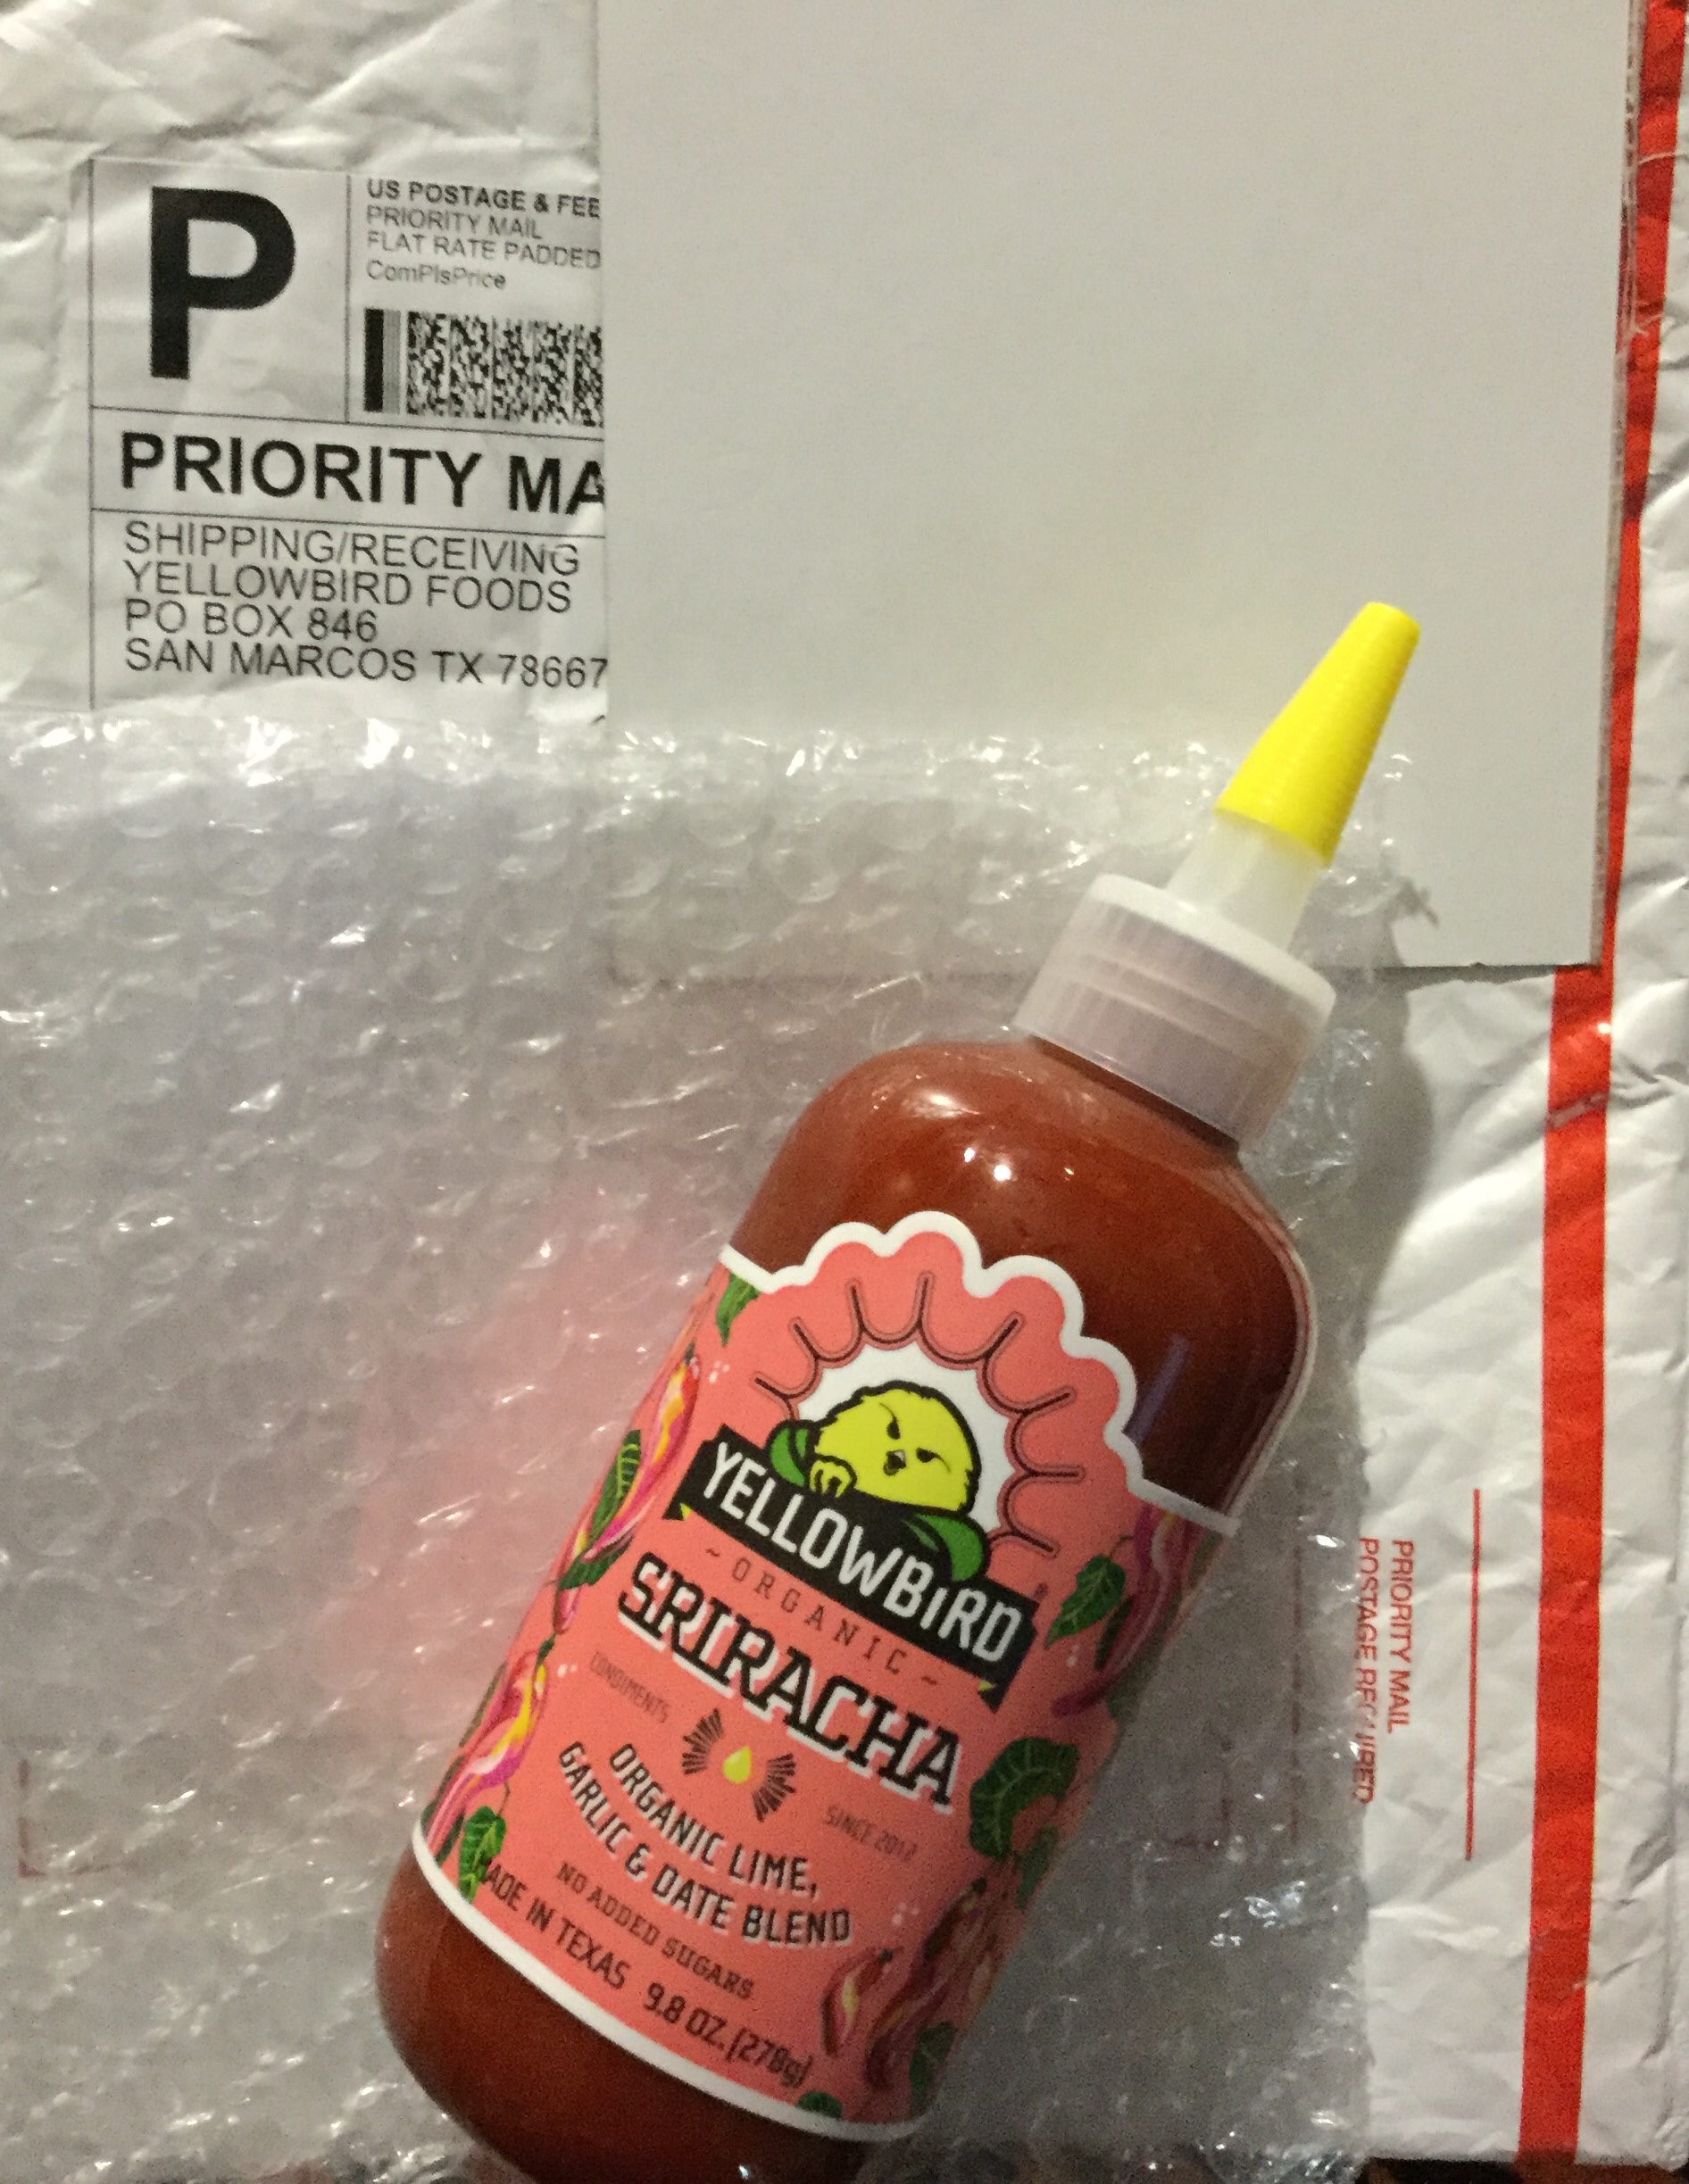 P
US POSTAGE & FEE
PRIORITY MAIL
FLAT RATE PADDED
ComPlsPrice
PRIORITY MA
SHIPPING/RECEIVING
YELLOWBIRD FOODS
PO BOX 846
SAN MARCOS TX 78667
YELLOWBIRD®
~ORGANIC~
SRIRACHA
CONDIMENTS
SINCE 2012
ORGANIC LIME,
GARLIC & DATE BLEND
NO ADDED SUGARS
MADE IN TEXAS 9.8 OZ. (278g)
PRIORITY MAIL
POSTAGE REQUIRED